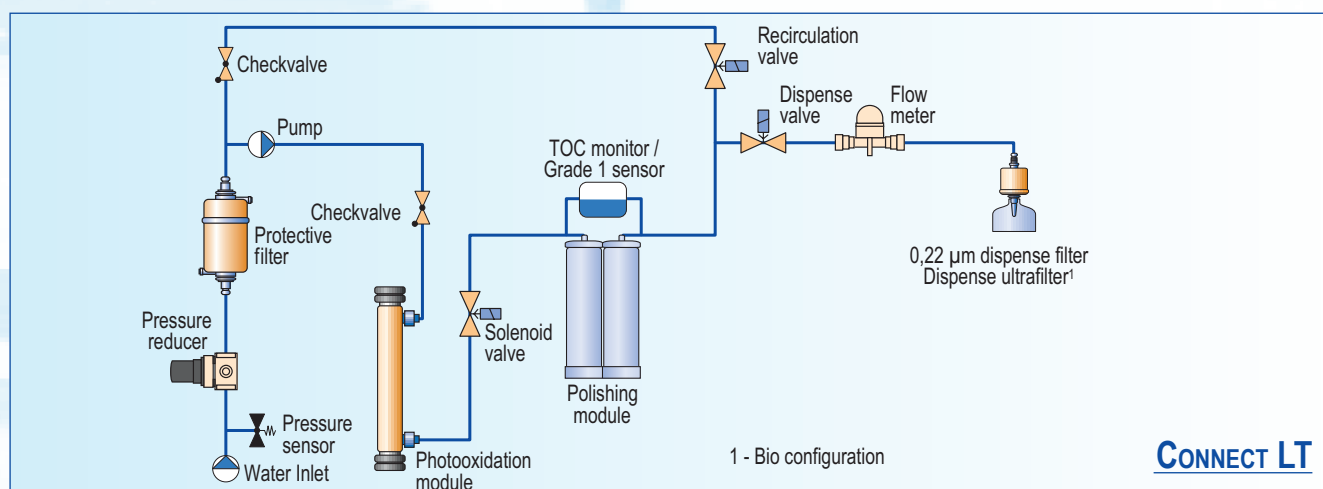 Recirculation
valve
Checkvalve
Dispense
valve
Flow
meter
Pump
TOC monitor /
Grade 1 sensor
Checkvalve
Protective
filter
0,22 µm dispense filter
Dispense ultrafilter¹
Pressure
reducer
Solenoid
valve
Polishing
module
Pressure
sensor
Water Inlet
Photooxidation
module
1 - Bio configuration
CONNECT LT